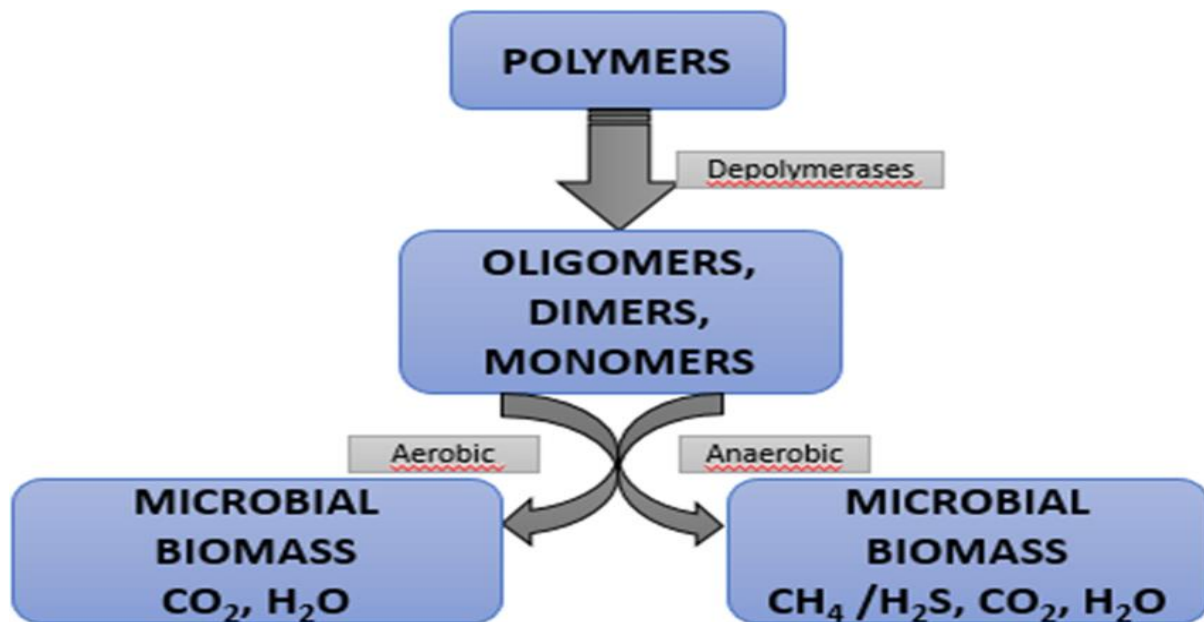 POLYMERS
Depolymerases
OLIGOMERS,
DIMERS,
MONOMERS
Aerobic
Anaerobic
MICROBIAL
BIOMASS
CO₂, H₂O
MICROBIAL
BIOMASS
CH₄ /H₂S, CO₂, H₂O